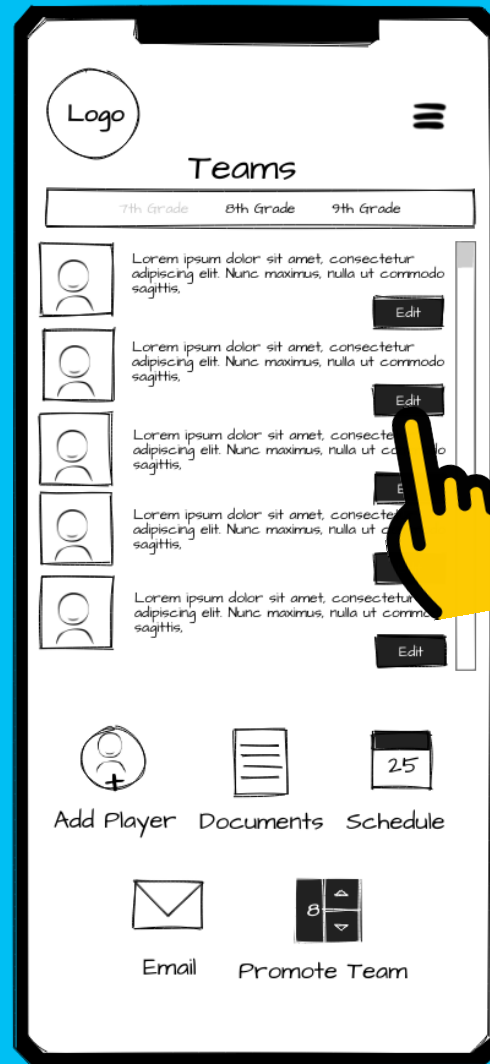 Logo
Teams
7th Grade 8th Grade 9th Grade
Lorem ipsum dolor sit amet, consectetur
adipiscing elit. Nunc maximus, nulla ut commodo
sagittis,
Edit
Lorem ipsum dolor sit amet, consectetur
adipiscing elit. Nunc maximus, nulla ut commodo
sagittis,
Edit
Lorem ipsum dolor sit amet,
adipiscing elit. Nunc maximus, nulla ut
sagittis,
Lorem ipsum dolor sit amet,
adipiscing elit. Nunc maximus, nulla ut
sagittis,
Lorem ipsum dolor sit amet, consectetur
adipiscing elit. Nunc maximus, nulla ut
sagittis,
Edit
25
Add Player Documents Schedule
8
Email Promote Team